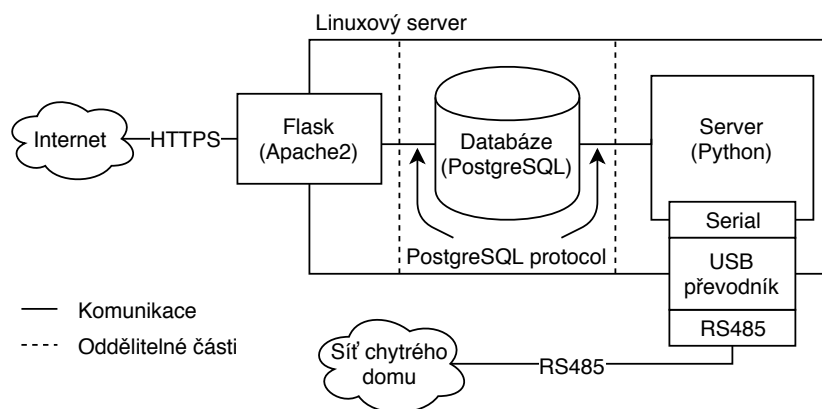 Linuxový server
Internet
HTTPS
Flask
(Apache2)
Databáze
(PostgreSQL)
Server
(Python)
PostgreSQL protocol
Serial
USB
převodník
RS485
Komunikace
Oddělitelné části
Síť chytrého
domu
RS485